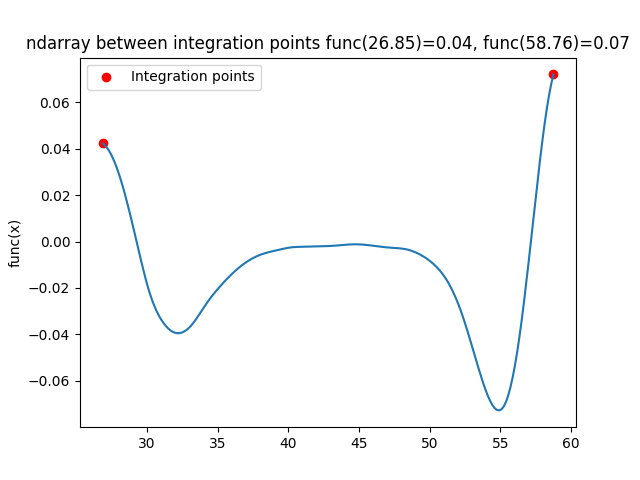 ndarray between integration points func(26.85)=0.04, func(58.76)=0.07
Integration points
func(x)
0.06
0.04
0.02
0.00
−0.02
−0.04
−0.06
30 35 40 45 50 55 60